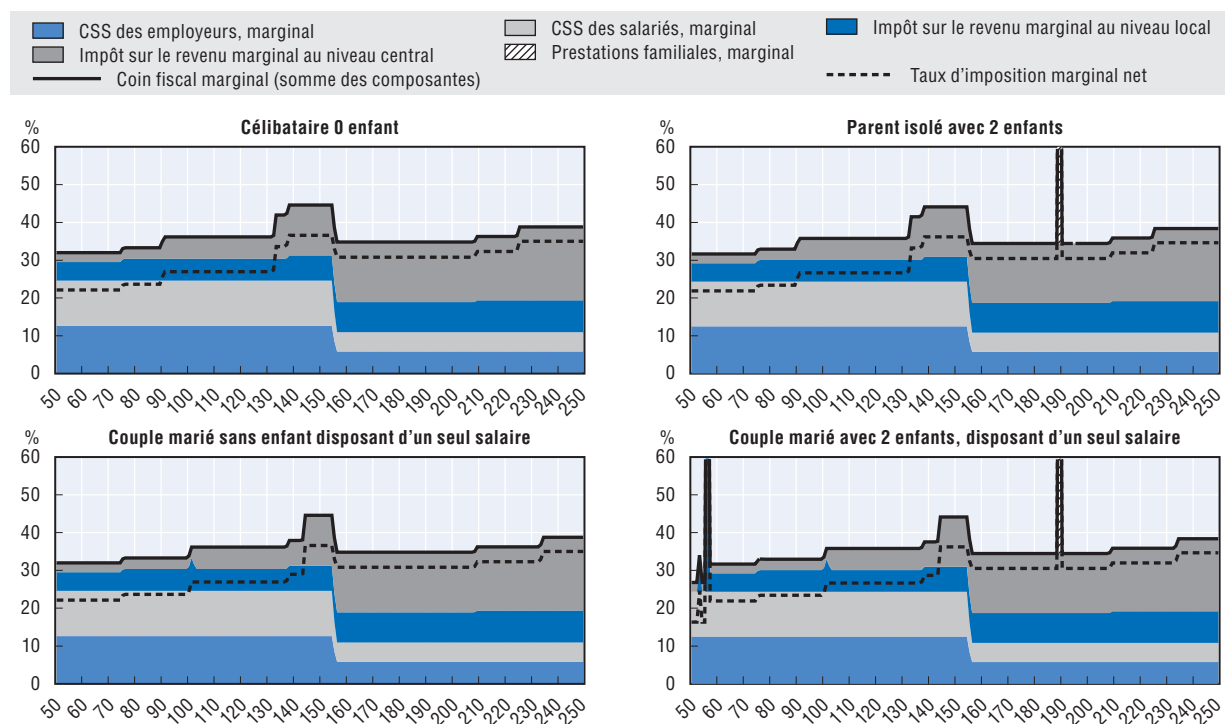 CSS des employeurs, marginal
CSS des salariés, marginal
Impôt sur le revenu marginal au niveau local
Impôt sur le revenu marginal au niveau central
Prestations familiales, marginal
Coin fiscal marginal (somme des composantes)
Taux d'imposition marginal net
% Célibataire 0 enfant
60
50
40
30
20
10
0
50 60 70 80 90 100 110 120 130 140 150 160 170 180 190 200 210 220 230 240 250
% Parent isolé avec 2 enfants
60
50
40
30
20
10
0
50 60 70 80 90 100 110 120 130 140 150 160 170 180 190 200 210 220 230 240 250
% Couple marié sans enfant disposant d'un seul salaire
60
50
40
30
20
10
0
50 60 70 80 90 100 110 120 130 140 150 160 170 180 190 200 210 220 230 240 250
% Couple marié avec 2 enfants, disposant d'un seul salaire
60
50
40
30
20
10
0
50 60 70 80 90 100 110 120 130 140 150 160 170 180 190 200 210 220 230 240 250